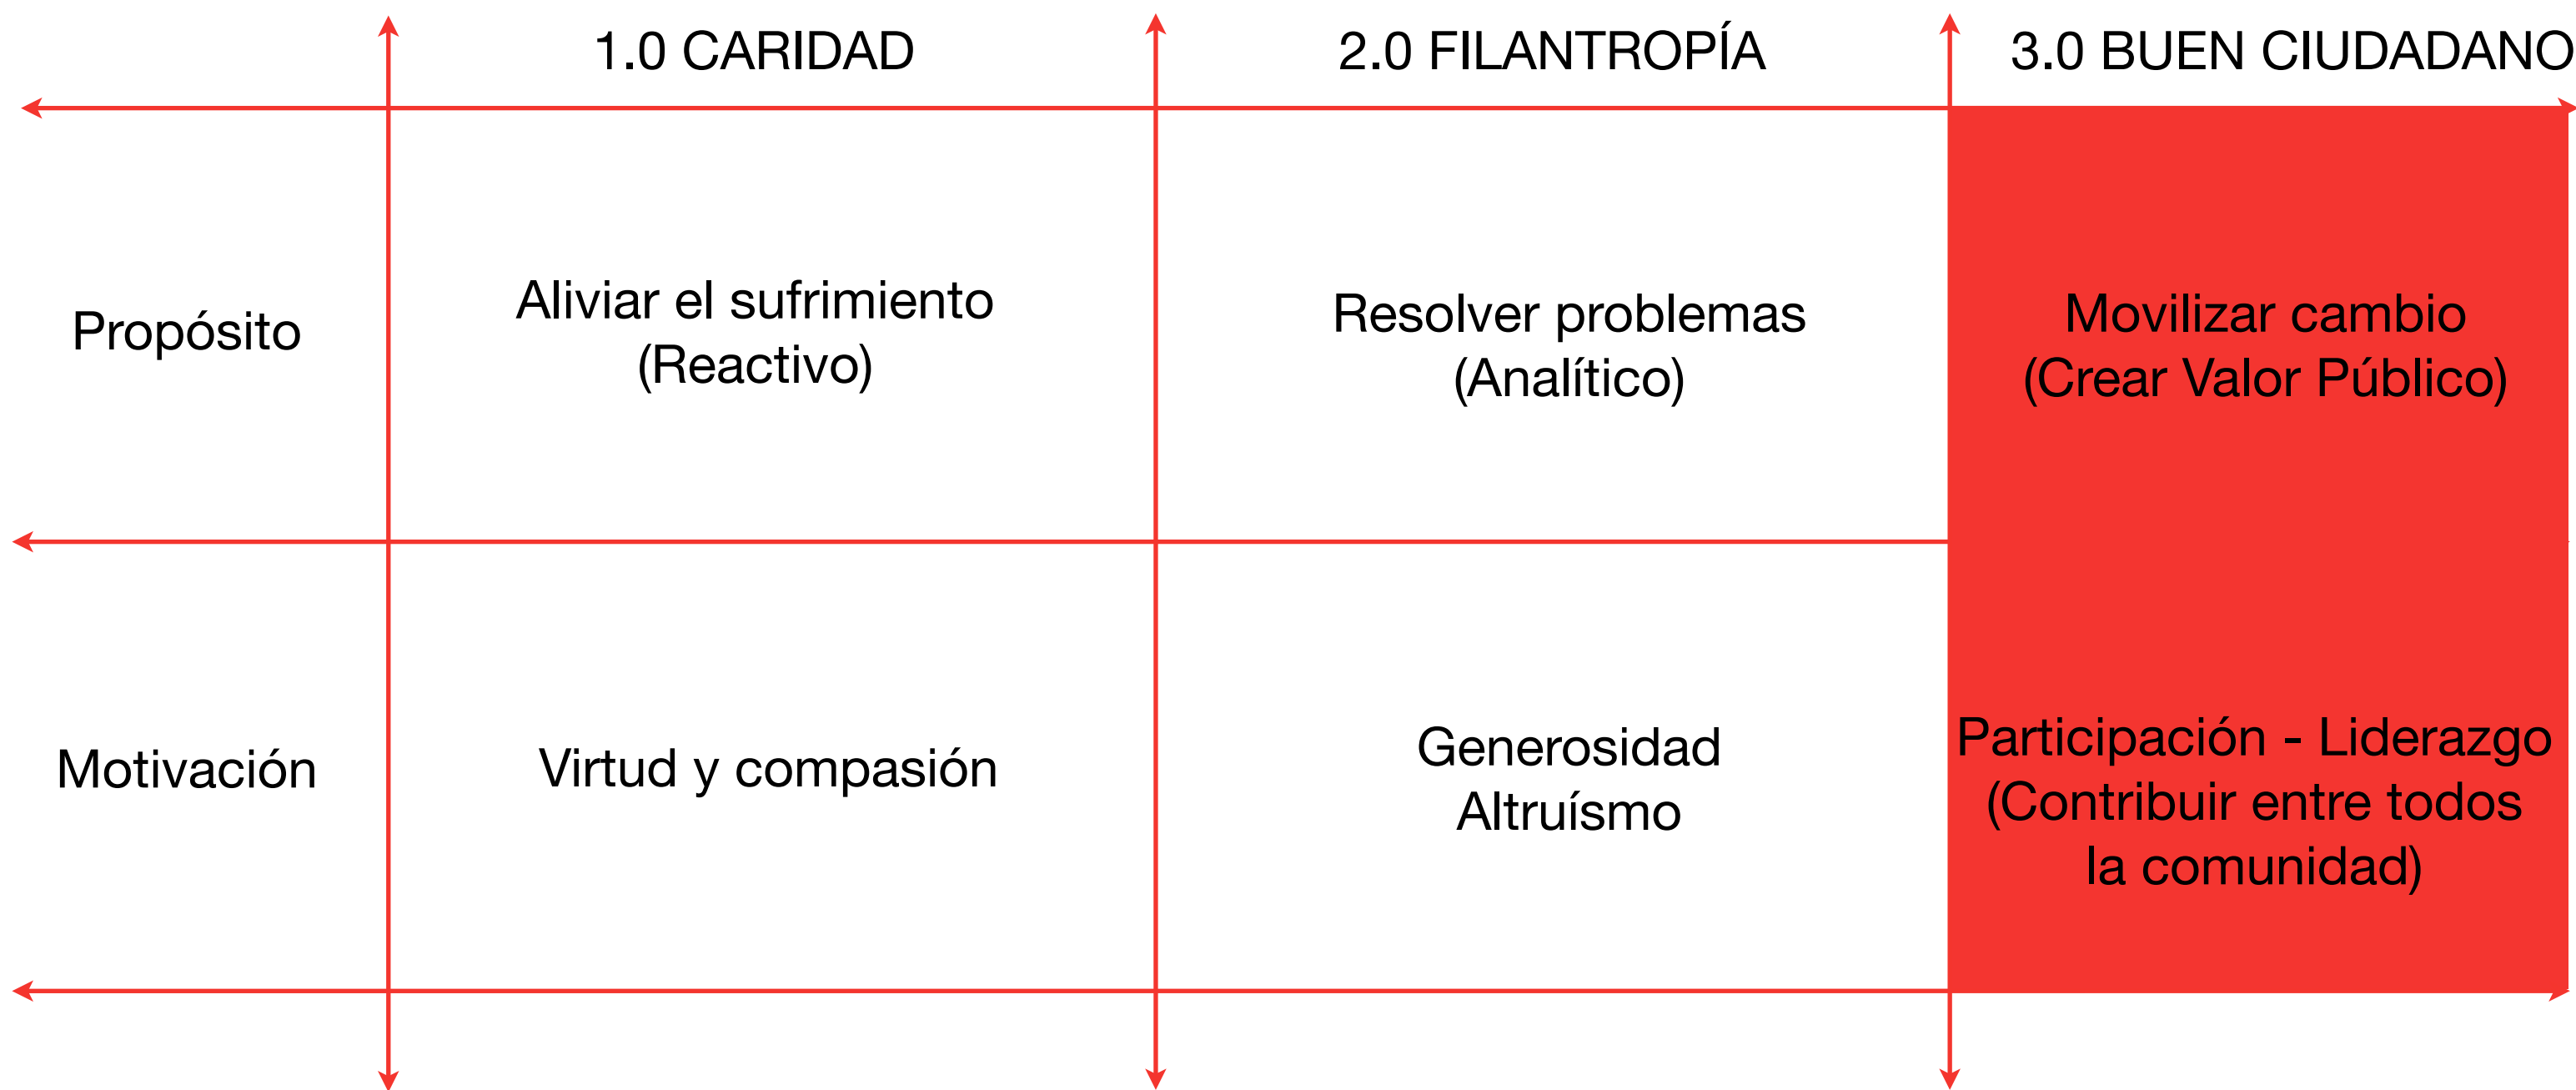 1.0 CARIDAD
2.0 FILANTROPÍA
3.0 BUEN CIUDADANO
Propósito
Aliviar el sufrimiento
(Reactivo)
Resolver problemas
(Analítico)
Movilizar cambio
(Crear Valor Público)
Motivación
Virtud y compasión
Generosidad
Altruísmo
Participación - Liderazgo
(Contribuir entre todos
la comunidad)